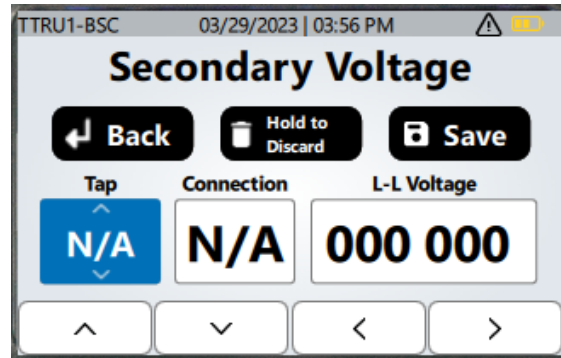 TTRU1-BSC 03/29/2023 | 03:56 PM
Secondary Voltage
Back Hold to Discard Save
Tap Connection L-L Voltage
N/A N/A 000 000